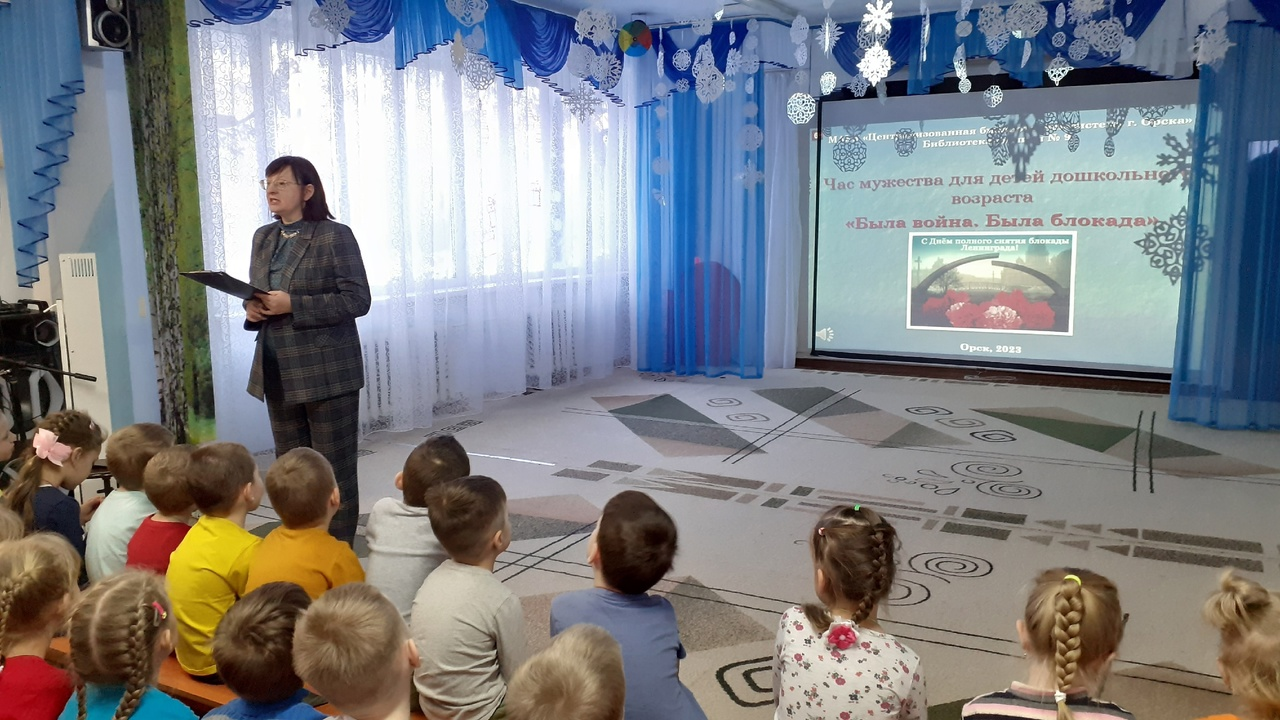 «Централизованная г. Орска»
Час мужества для детей дошкольного
возраста
«Была война. Была блокада»
С Днём полного снятия блокады
Ленинграда!
Орск, 2023